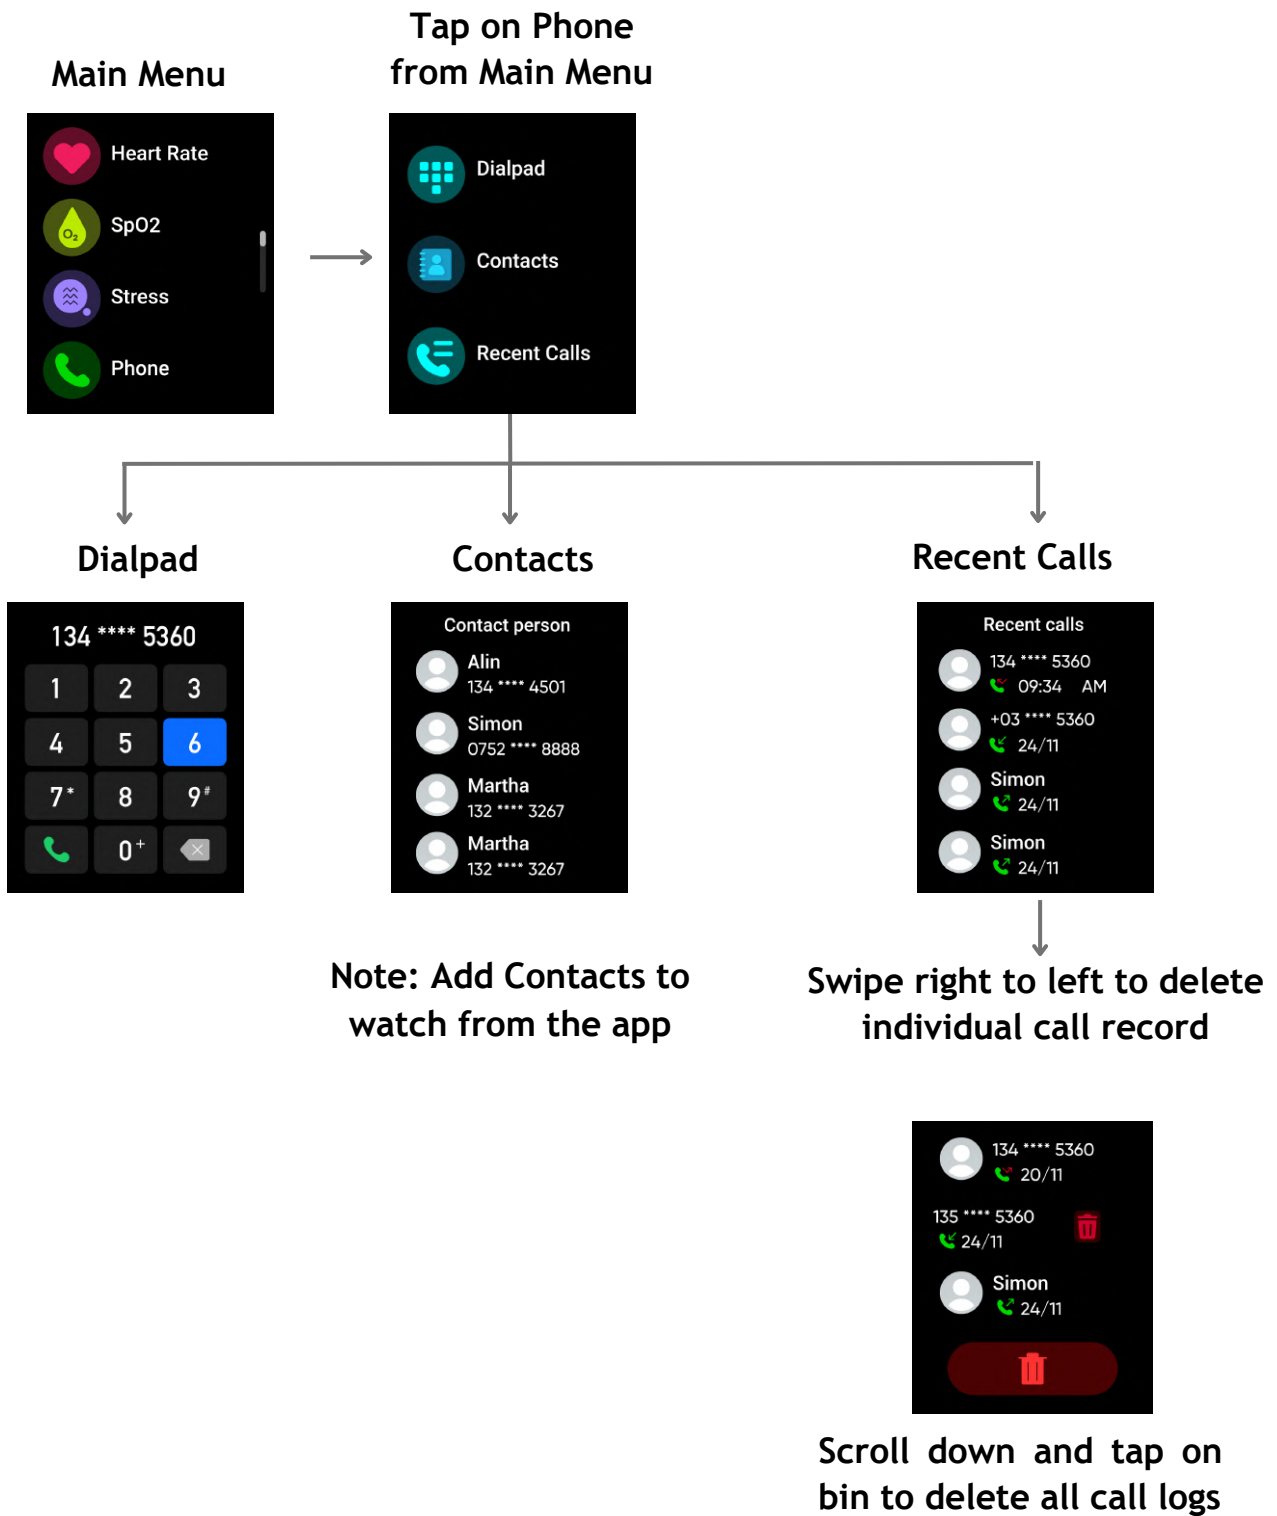 Main Menu
Tap on Phone
from Main Menu
Heart Rate
SpO2
Stress
Phone
Dialpad
Contacts
Recent Calls
Dialpad
134 **** 5360
1 2 3
4 5 6
7* 8 9#
0+
Contacts
Contact person
Alin
134 **** 4501
Simon
0752 **** 8888
Martha
132 **** 3267
Martha
132 **** 3267
Note: Add Contacts to
watch from the app
Recent Calls
Recent calls
134 **** 5360
09:34 AM
+03 **** 5360
24/11
Simon
24/11
Simon
24/11
Swipe right to left to delete
individual call record
134 **** 5360
20/11
135 **** 5360
24/11
Simon
24/11
Scroll down and tap on
bin to delete all call logs